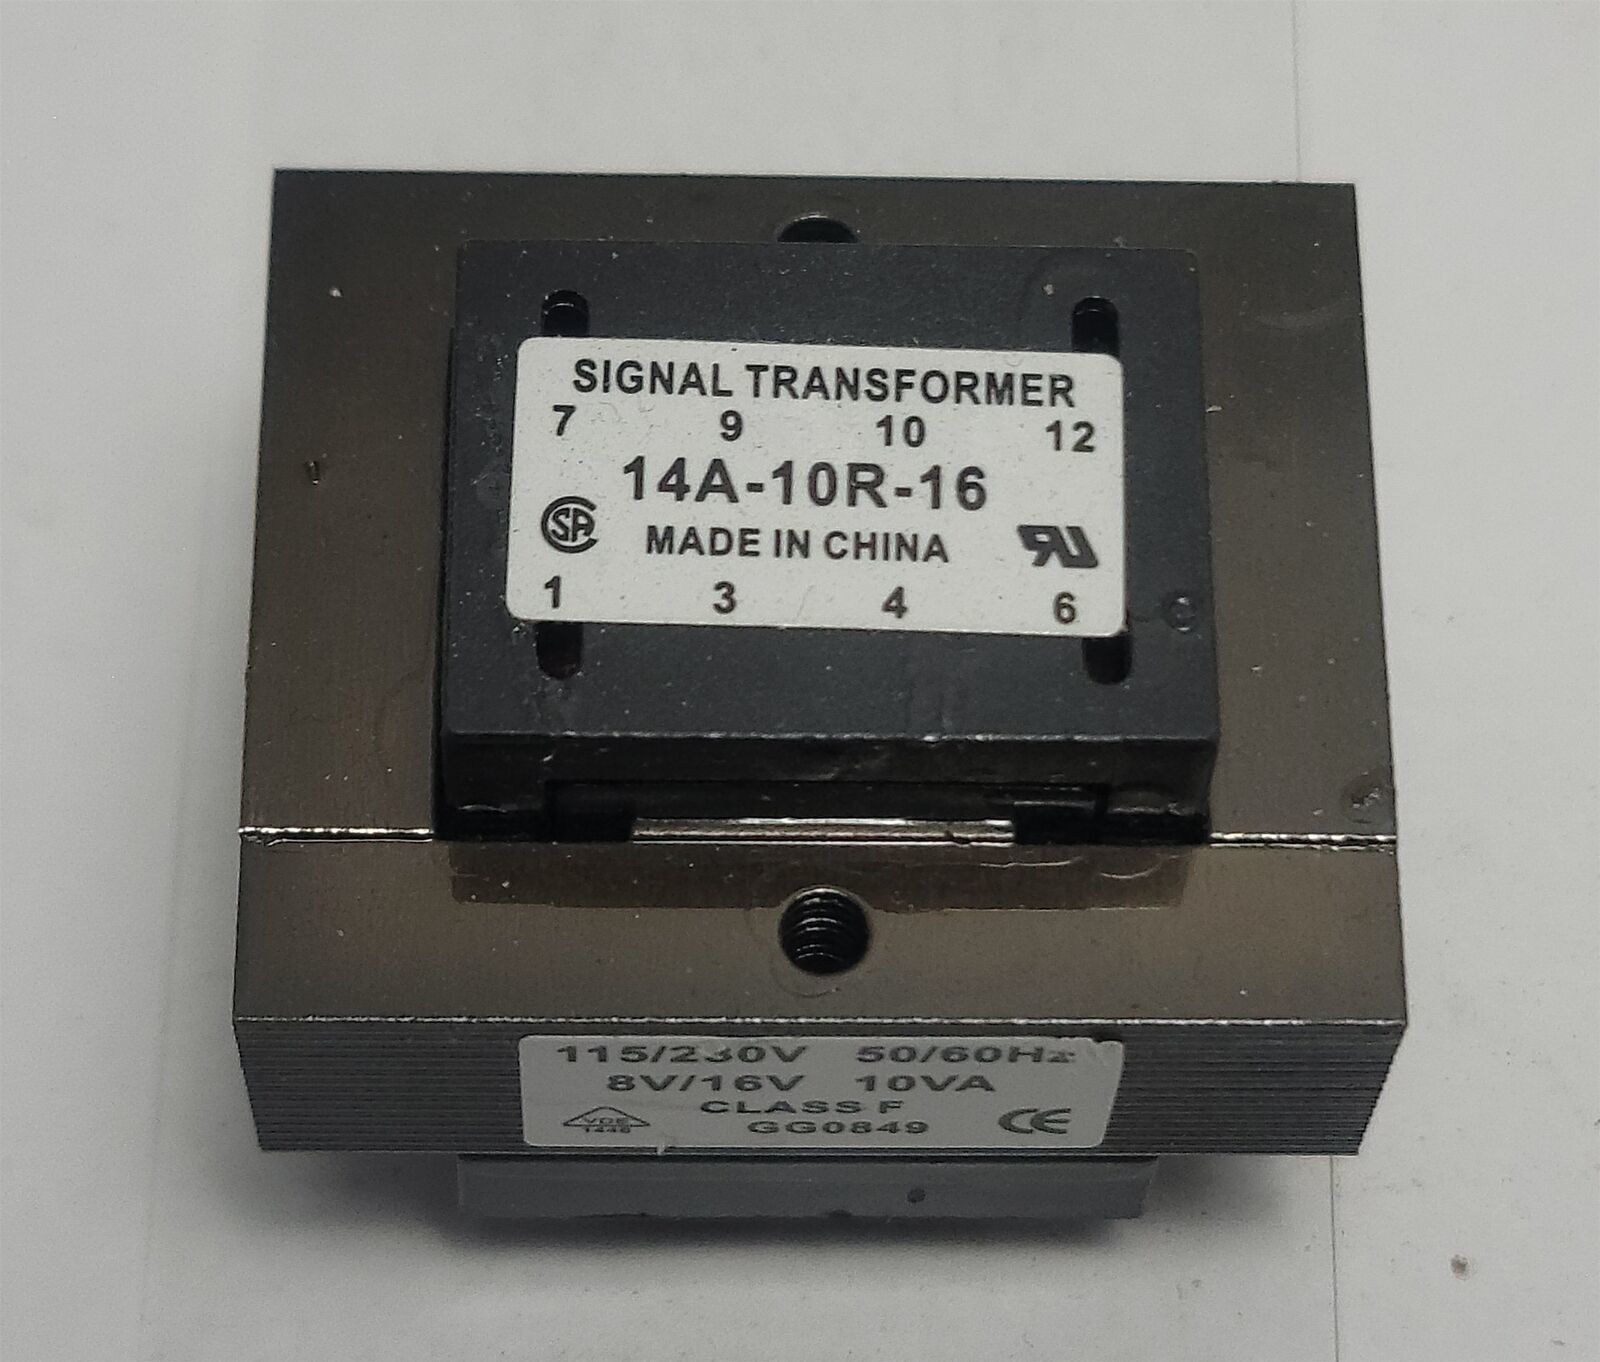 SIGNAL TRANSFORMER
7 9 10 12
14A-10R-16
MADE IN CHINA
1 3 4 6
115/230V 50/60Hz
8V/16V 10VA
CLASS F
GG0849
CE